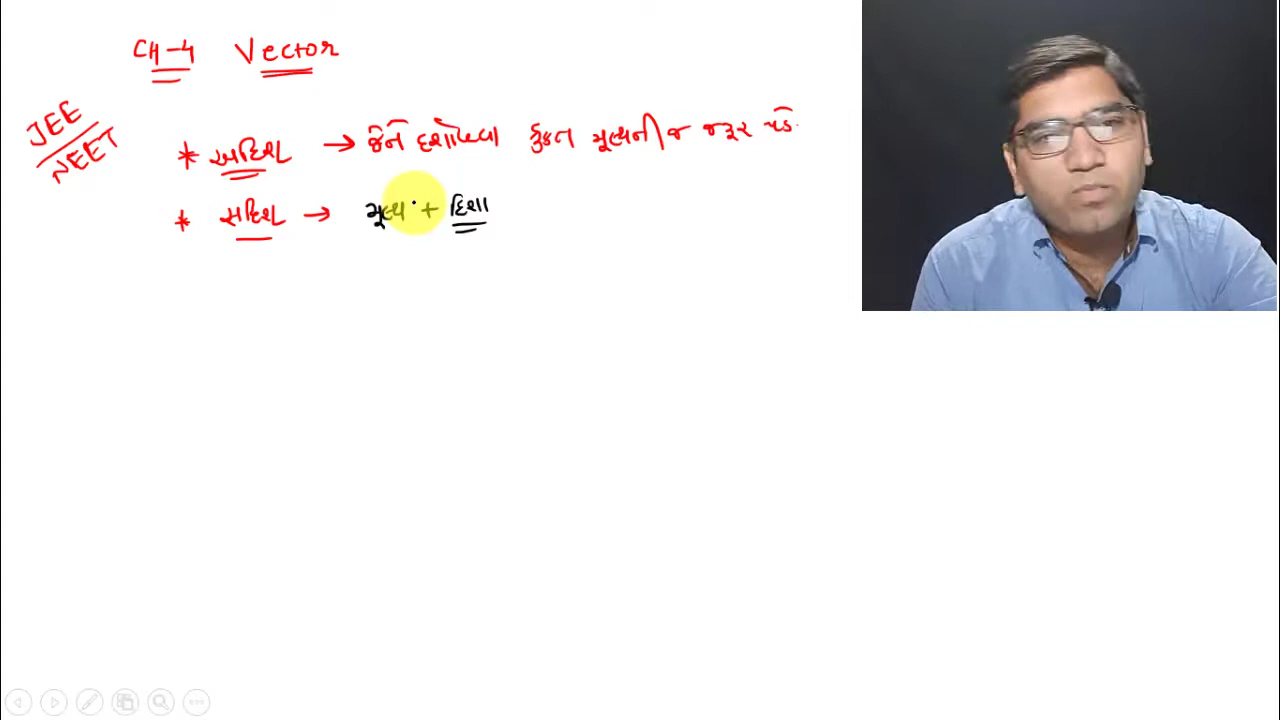 CH-4 Vector
JEE
NEET
* અદિશ → જેને દર્શાવવા ફક્ત મૂલ્યની જ જરૂર પડે.
* સદિશ → મૂલ્ય + દિશા